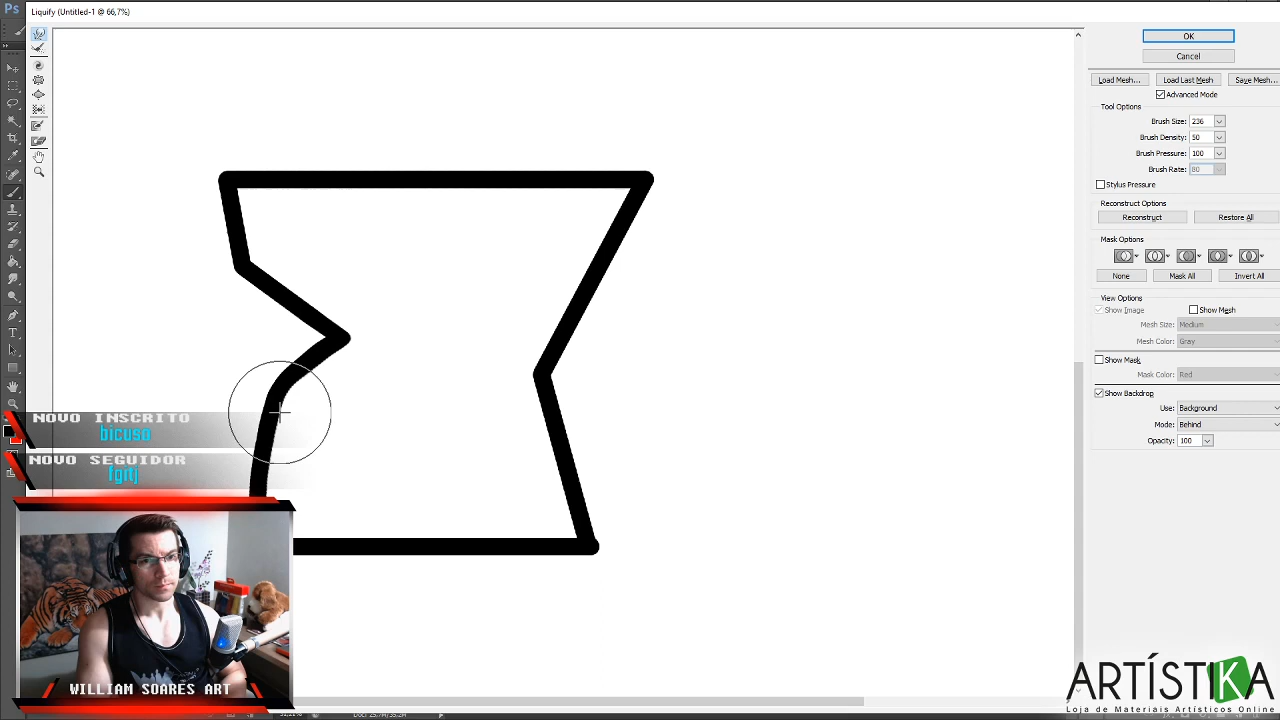 Ps
Liquify (Untitled-1 @ 66,7%)
OK
Cancel
Load Mesh...
Load Last Mesh
Save Mesh...
Advanced Mode
Tool Options
Brush Size: 236
Brush Density: 50
Brush Pressure: 100
Brush Rate: 80
Stylus Pressure
Reconstruct Options
Reconstruct
Restore All
Mask Options
None
Mask All
Invert All
View Options
Show Image
Show Mesh
Mesh Size: Medium
Mesh Color: Gray
Show Mask
Mask Color: Red
Show Backdrop
Use: Background
Mode: Behind
Opacity: 100
NOVO INSCRITO
bicuso
NOVO SEGUIDOR
WILLIAM SOARES ART
ARTÍSTIKA
Loja de Materiais Artísticos Online